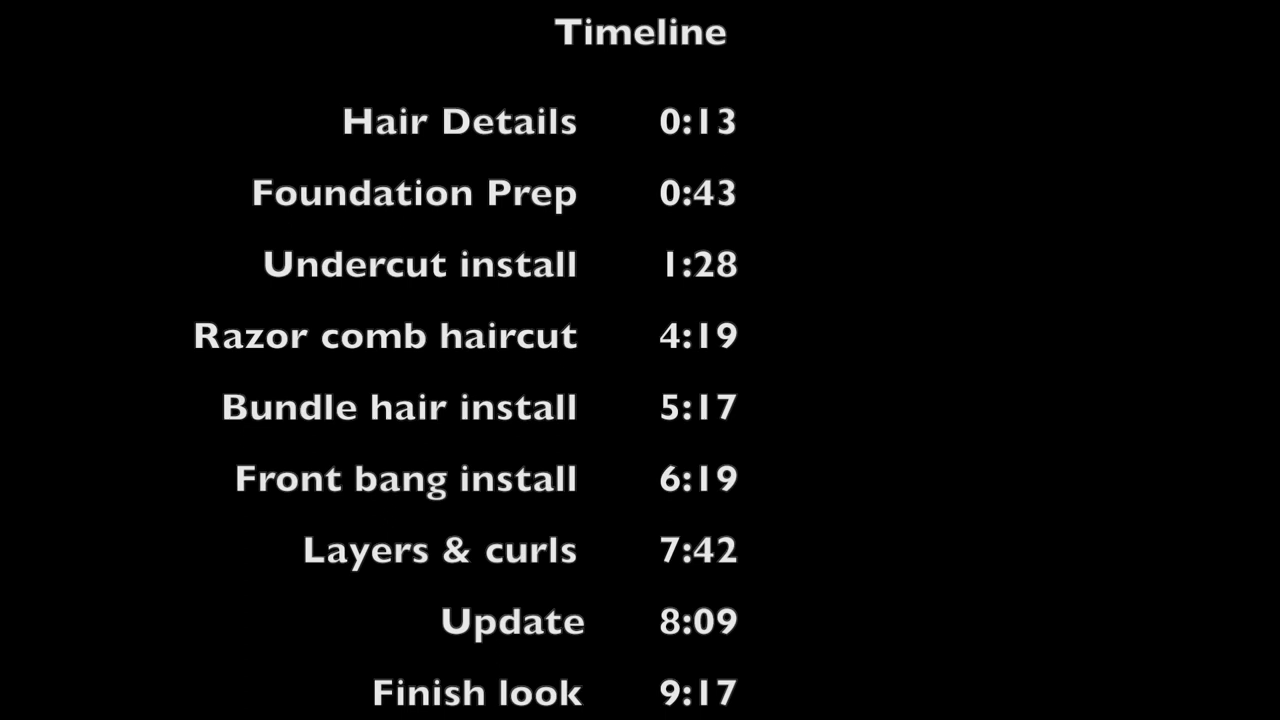 Timeline
Hair Details 0:13
Foundation Prep 0:43
Undercut install 1:28
Razor comb haircut 4:19
Bundle hair install 5:17
Front bang install 6:19
Layers & curls 7:42
Update 8:09
Finish look 9:17